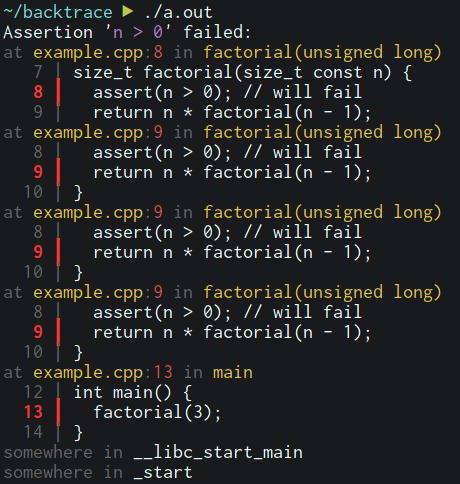 ~/backtrace ▶ ./a.out
Assertion 'n > 0' failed:
at example.cpp:8 in factorial(unsigned long)
   7 | size_t factorial(size_t const n) {
   8 |   assert(n > 0); // will fail
   9 |   return n * factorial(n - 1);
at example.cpp:9 in factorial(unsigned long)
   8 |   assert(n > 0); // will fail
   9 |   return n * factorial(n - 1);
  10 | }
at example.cpp:9 in factorial(unsigned long)
   8 |   assert(n > 0); // will fail
   9 |   return n * factorial(n - 1);
  10 | }
at example.cpp:9 in factorial(unsigned long)
   8 |   assert(n > 0); // will fail
   9 |   return n * factorial(n - 1);
  10 | }
at example.cpp:13 in main
  12 | int main() {
  13 |   factorial(3);
  14 | }
somewhere in __libc_start_main
somewhere in _start